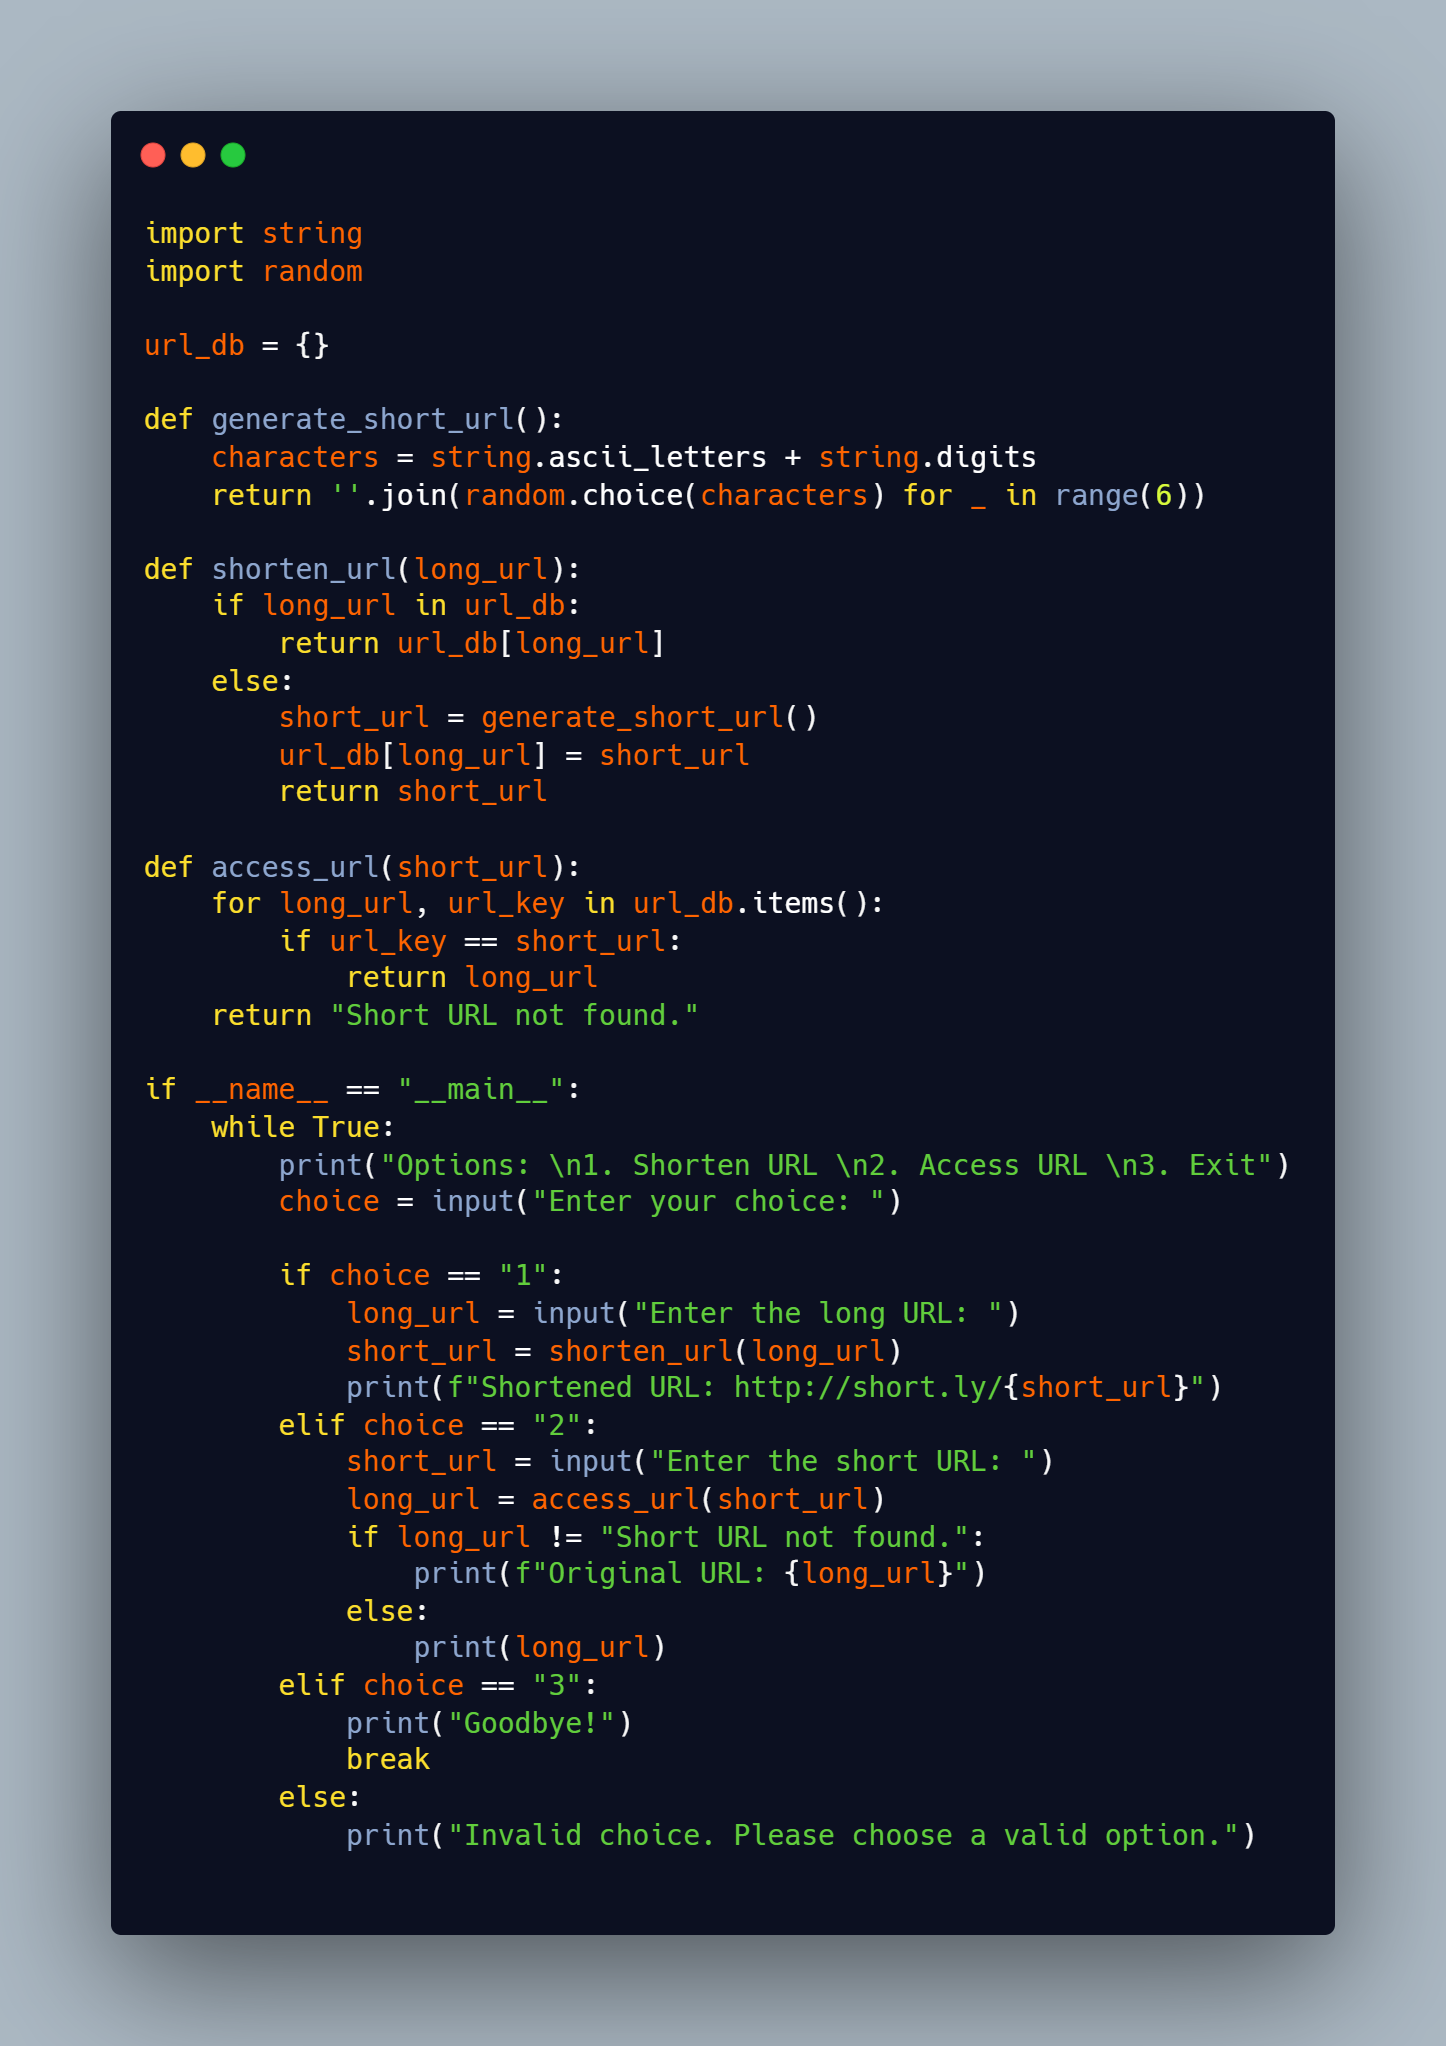 import string
import random

url_db = {}

def generate_short_url():
    characters = string.ascii_letters + string.digits
    return ''.join(random.choice(characters) for _ in range(6))

def shorten_url(long_url):
    if long_url in url_db:
        return url_db[long_url]
    else:
        short_url = generate_short_url()
        url_db[long_url] = short_url
        return short_url

def access_url(short_url):
    for long_url, url_key in url_db.items():
        if url_key == short_url:
            return long_url
    return "Short URL not found."

if __name__ == "__main__":
    while True:
        print("Options: \n1. Shorten URL \n2. Access URL \n3. Exit")
        choice = input("Enter your choice: ")

        if choice == "1":
            long_url = input("Enter the long URL: ")
            short_url = shorten_url(long_url)
            print(f"Shortened URL: http://short.ly/{short_url}")
        elif choice == "2":
            short_url = input("Enter the short URL: ")
            long_url = access_url(short_url)
            if long_url != "Short URL not found.":
                print(f"Original URL: {long_url}")
            else:
                print(long_url)
        elif choice == "3":
            print("Goodbye!")
            break
        else:
            print("Invalid choice. Please choose a valid option.")